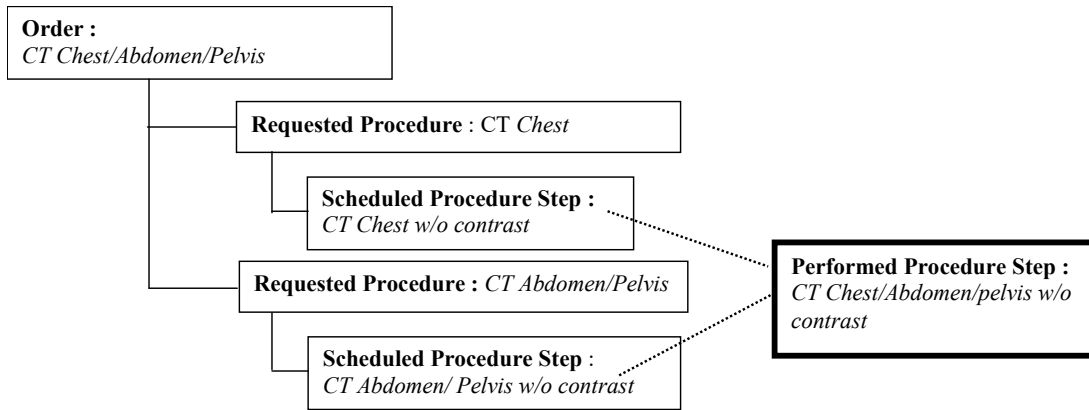 Order :
CT Chest/Abdomen/Pelvis
Requested Procedure : CT Chest
Scheduled Procedure Step :
CT Chest w/o contrast
Requested Procedure : CT Abdomen/Pelvis
Scheduled Procedure Step :
CT Abdomen/ Pelvis w/o contrast
Performed Procedure Step :
CT Chest/Abdomen/pelvis w/o
contrast